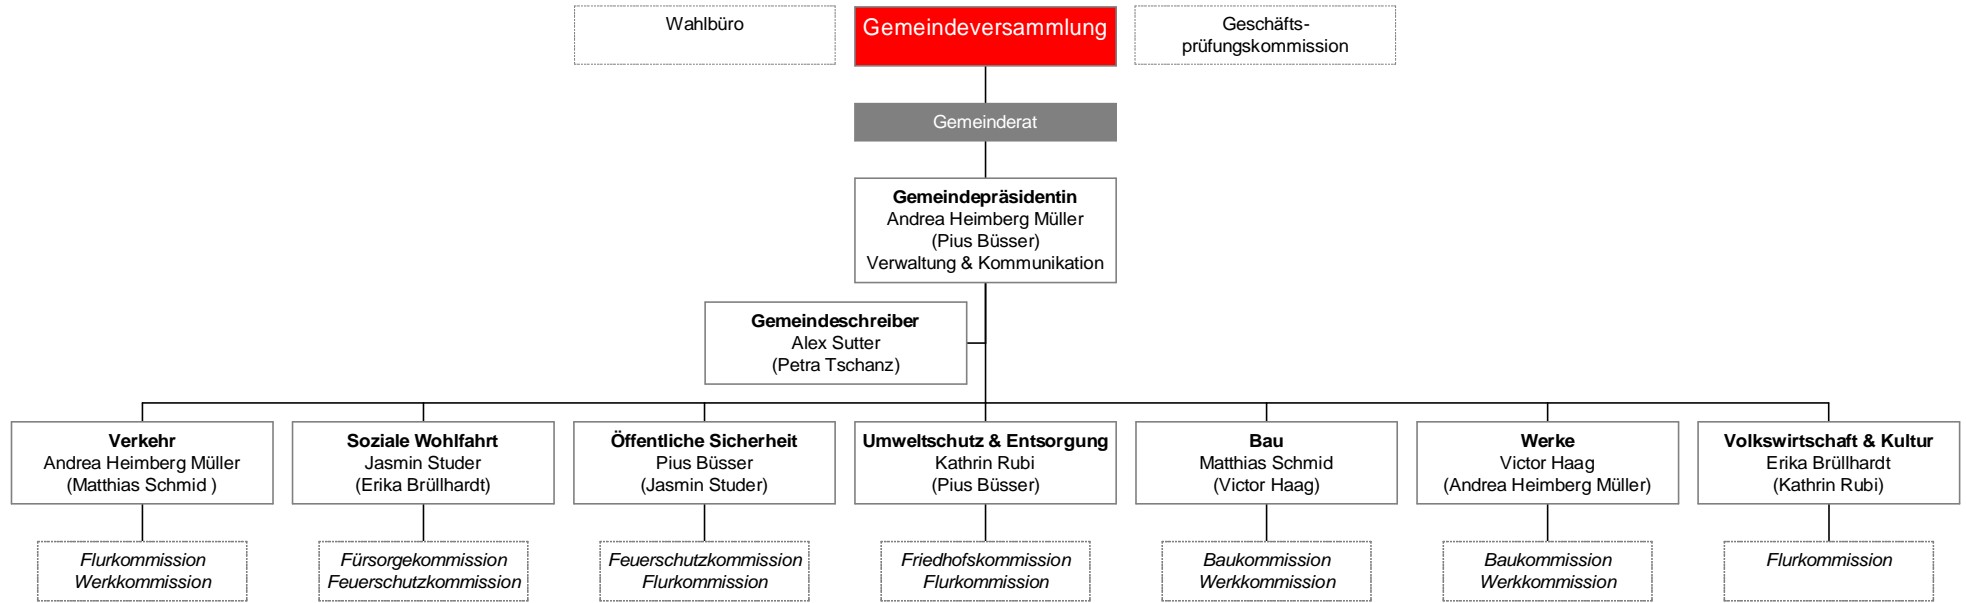 Wahlbüro
Gemeindeversammlung
Geschäfts-
prüfungskommission
Gemeinderat
Gemeindepräsidentin
Andrea Heimberg Müller
(Pius Büsser)
Verwaltung & Kommunikation
Gemeindeschreiber
Alex Sutter
(Petra Tschanz)
Verkehr
Andrea Heimberg Müller
(Matthias Schmid )
Soziale Wohlfahrt
Jasmin Studer
(Erika Brüllhardt)
Öffentliche Sicherheit
Pius Büsser
(Jasmin Studer)
Umweltschutz & Entsorgung
Kathrin Rubi
(Pius Büsser)
Bau
Matthias Schmid
(Victor Haag)
Werke
Victor Haag
(Andrea Heimberg Müller)
Volkswirtschaft & Kultur
Erika Brüllhardt
(Kathrin Rubi)
Flurkommission
Werkkommission
Fürsorgekommission
Feuerschutzkommission
Feuerschutzkommission
Flurkommission
Friedhofskommission
Flurkommission
Baukommission
Werkkommission
Baukommission
Werkkommission
Flurkommission